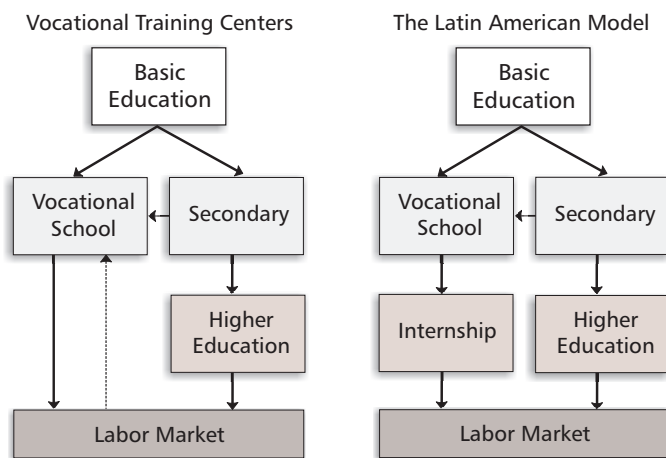 Vocational Training Centers
Basic
Education
Vocational
School
Secondary
Higher
Education
Labor Market
The Latin American Model
Basic
Education
Vocational
School
Secondary
Internship
Higher
Education
Labor Market